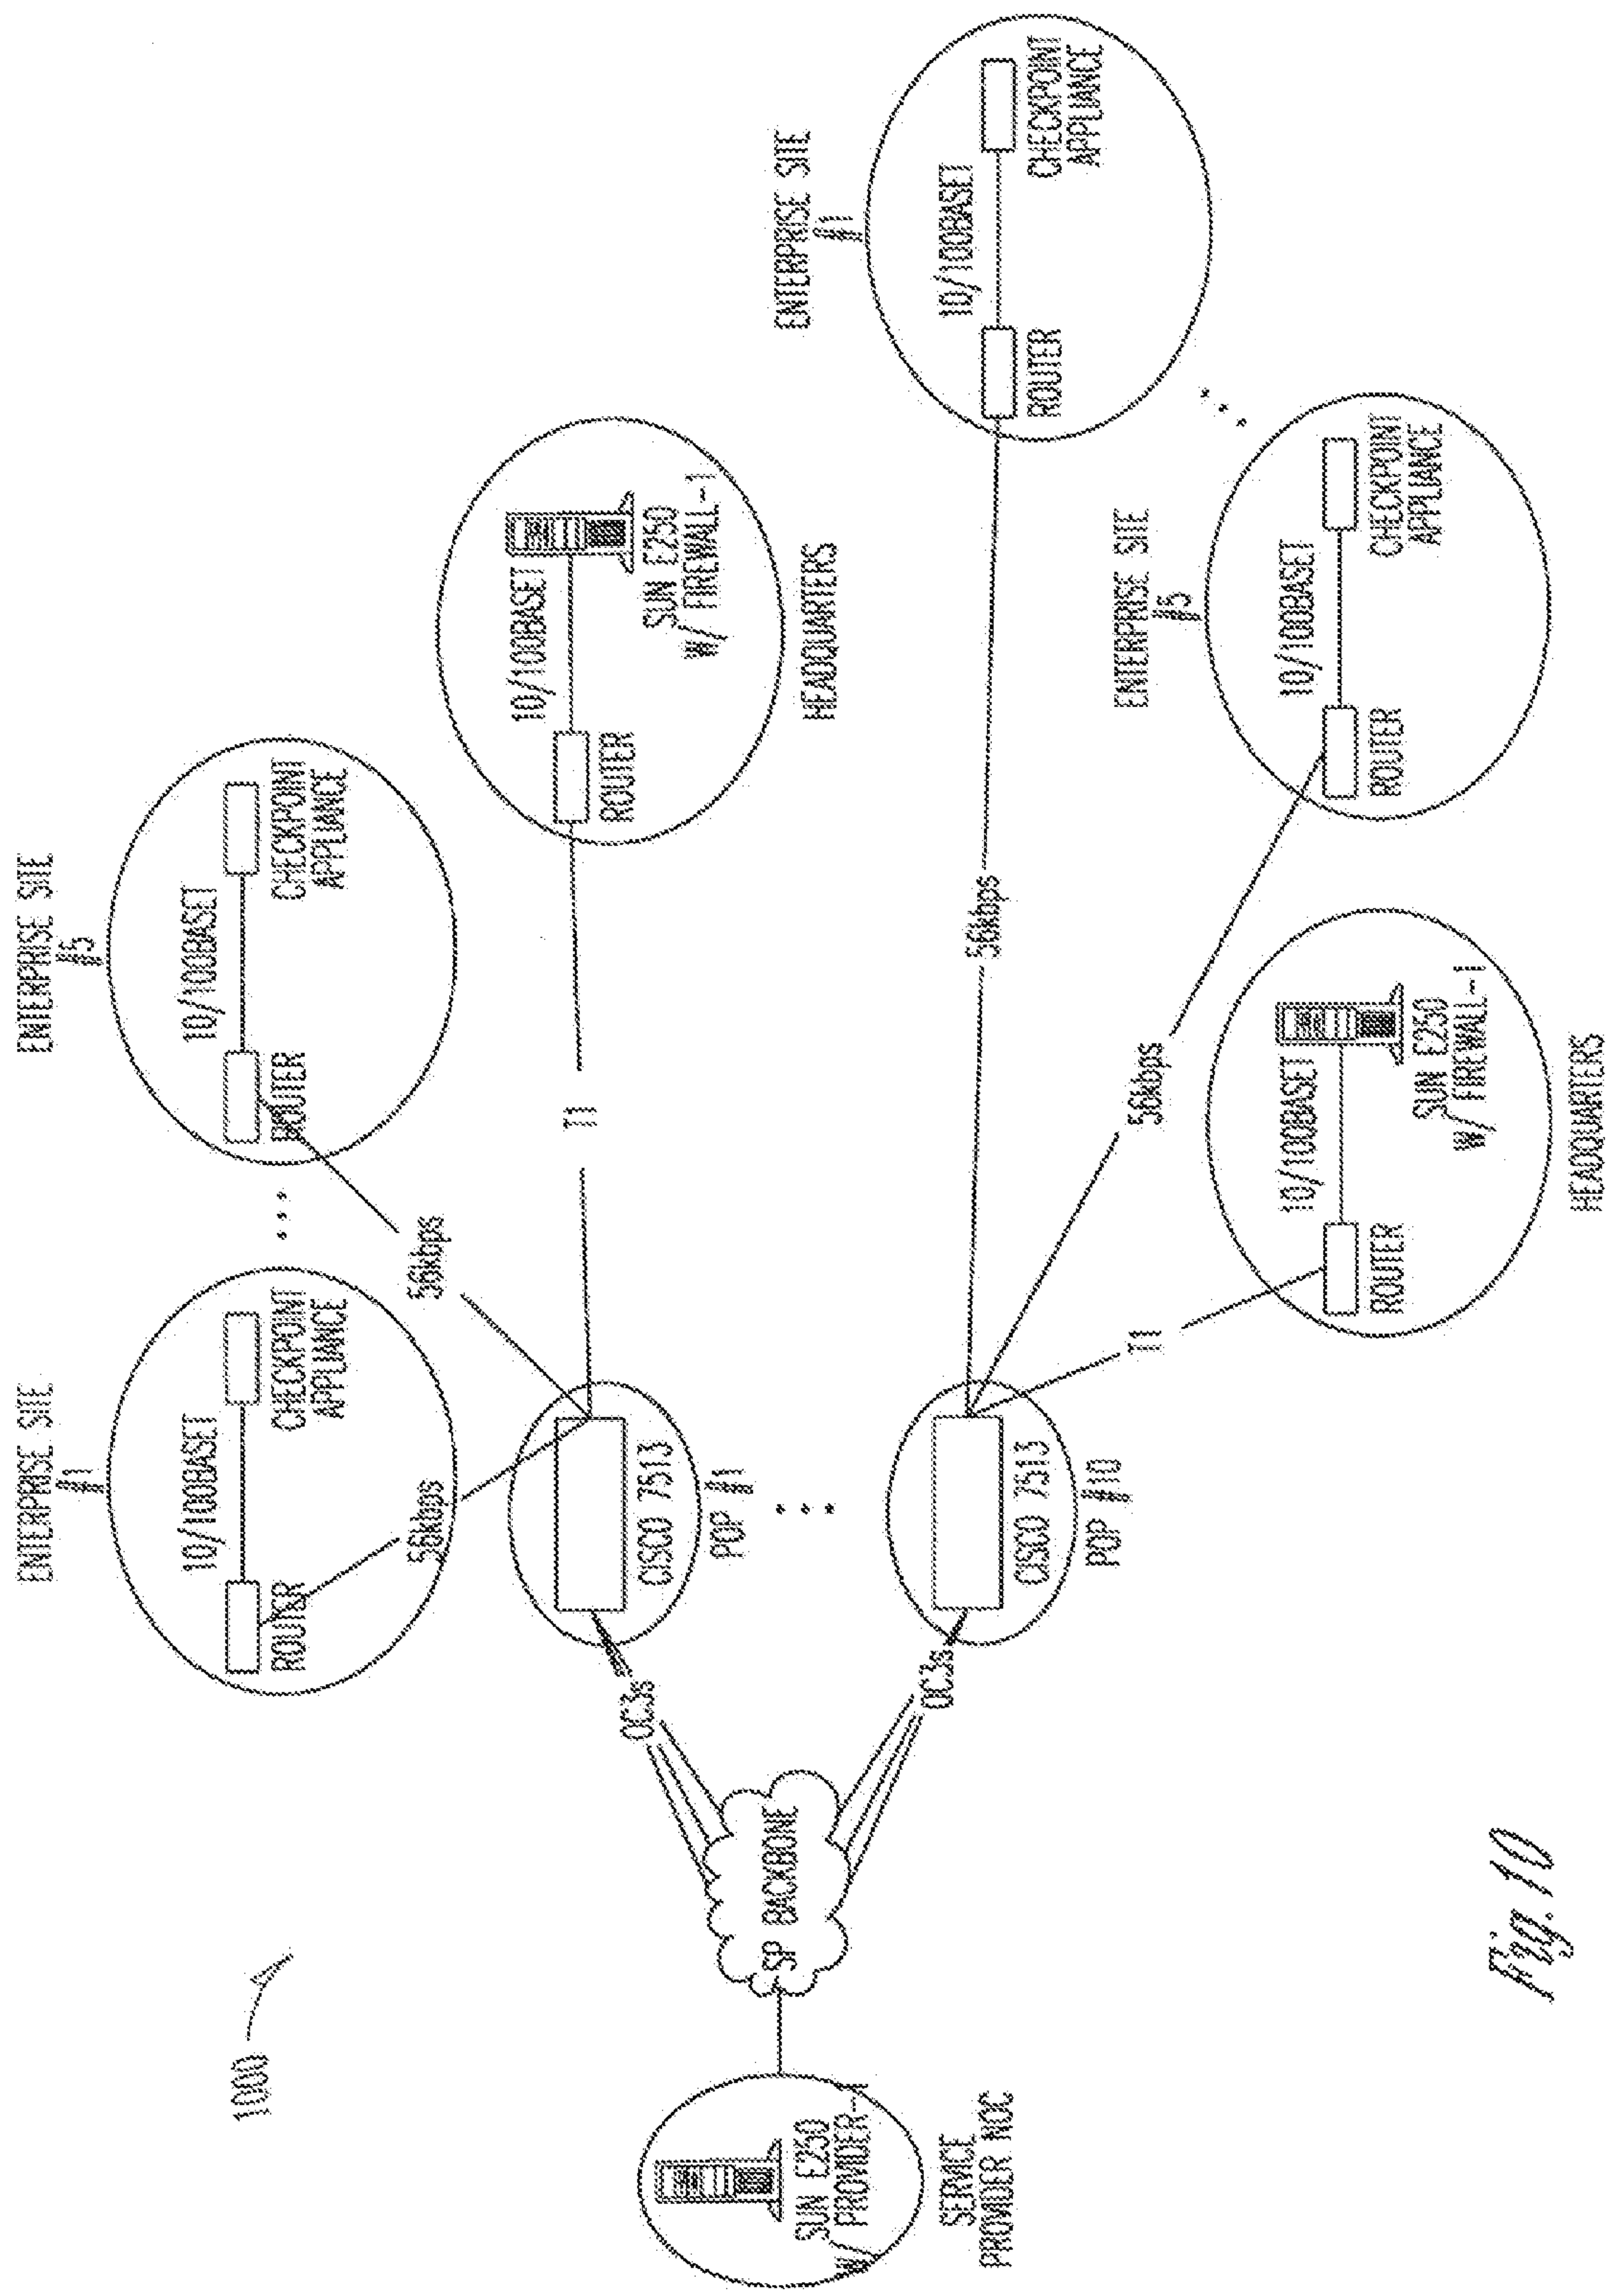 1000
SERVICE
PROVIDER NOC
SUN E250
W/ PROVIDER-1
SP BACKBONE
OC3s
OC3s
CISCO 7513
POP #1
CISCO 7513
POP #10
ENTERPRISE SITE
#1
10/100BASET
ROUTER
CHECKPOINT
APPLIANCE
56kbps
ENTERPRISE SITE
#5
10/100BASET
ROUTER
CHECKPOINT
APPLIANCE
56kbps
T1
10/100BASET
ROUTER
SUN E250
W/ FIREWALL-1
HEADQUARTERS
56kbps
ENTERPRISE SITE
#1
10/100BASET
ROUTER
CHECKPOINT
APPLIANCE
56kbps
ENTERPRISE SITE
#5
10/100BASET
ROUTER
CHECKPOINT
APPLIANCE
T1
10/100BASET
ROUTER
SUN E250
W/ FIREWALL-1
HEADQUARTERS
Fig. 10